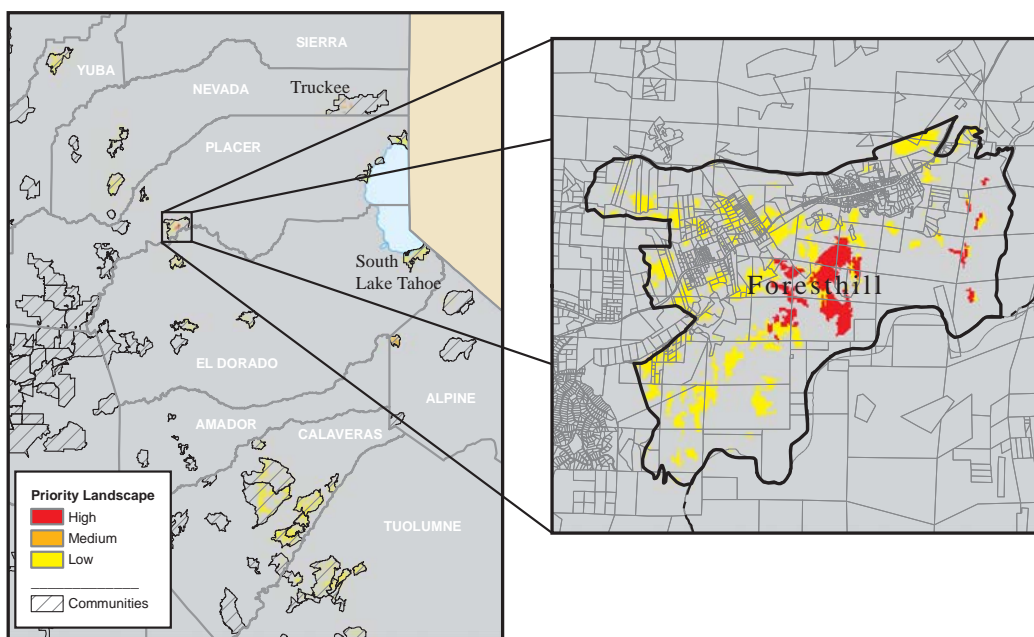 SIERRA
YUBA
NEVADA
Truckee
PLACER
South
Lake Tahoe
EL DORADO
ALPINE
AMADOR
CALAVERAS
TUOLUMNE
Priority Landscape
High
Medium
Low
Communities
Foresthill